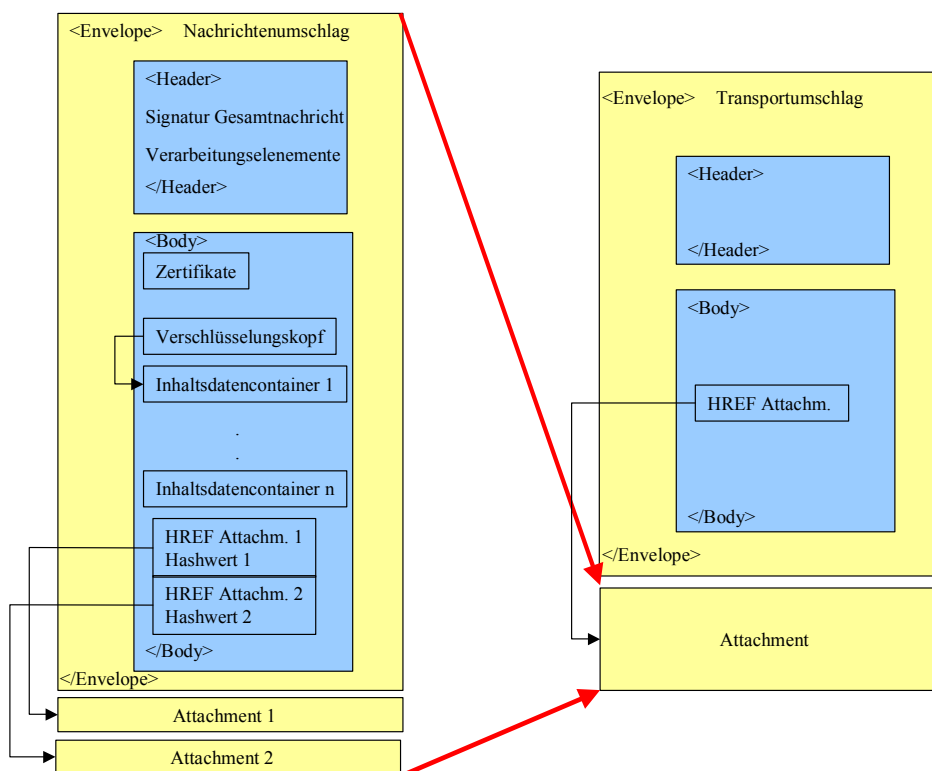 <Envelope> Nachrichtenumschlag
<Header>
Signatur Gesamtnachricht
Verarbeitungselenemente
</Header>
<Body>
Zertifikate
Verschlüsselungskopf
Inhaltsdatencontainer 1
.
.
Inhaltsdatencontainer n
HREF Attachm. 1
Hashwert 1
HREF Attachm. 2
Hashwert 2
</Body>
</Envelope>
Attachment 1
Attachment 2
<Envelope> Transportumschlag
<Header>
</Header>
<Body>
HREF Attachm.
</Body>
</Envelope>
Attachment